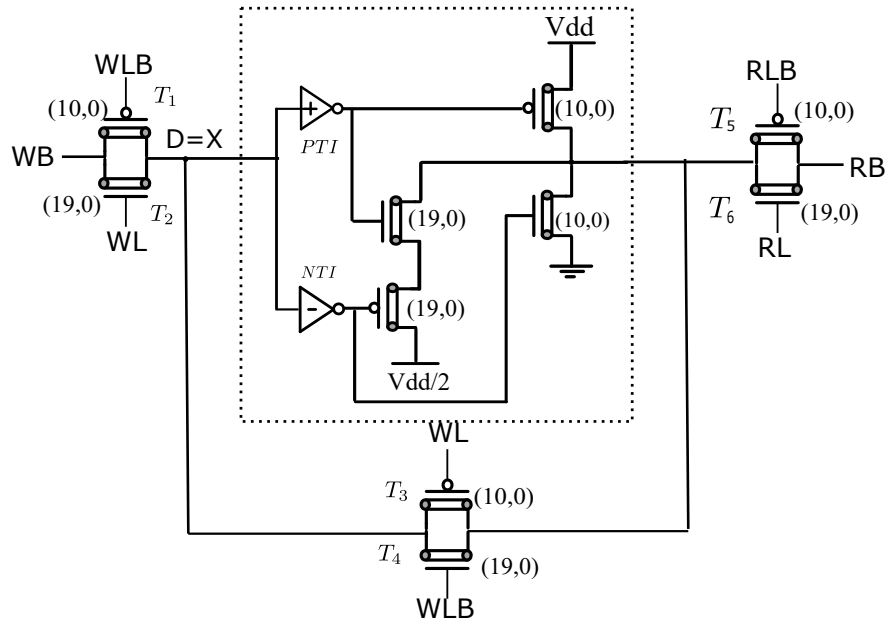 Vdd
WLB
T1
(10,0)
PTI
(10,0)
RLB
(10,0)
T5
WB
D=X
RB
(19,0)
T2
WL
(19,0)
(10,0)
T6
(19,0)
RL
NTI
(19,0)
Vdd/2
WL
T3
(10,0)
T4
(19,0)
WLB